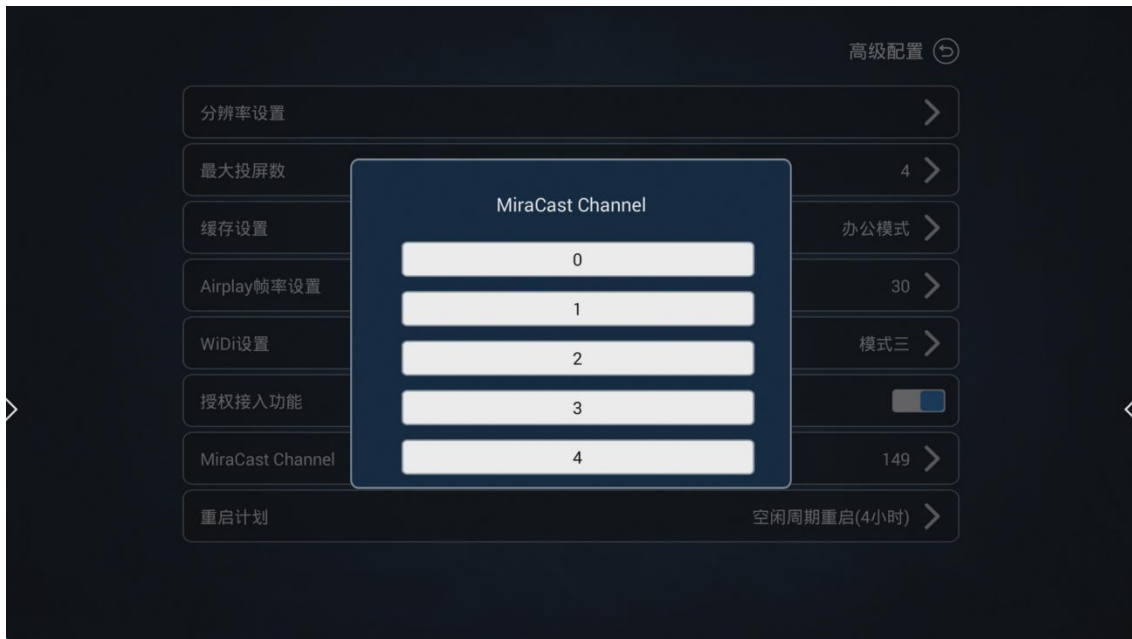 高级配置
分辨率设置
最大投屏数 4
缓存设置 办公模式
Airplay帧率设置 30
WiDi设置 模式三
授权接入功能
MiraCast Channel 149
重启计划 空闲周期重启(4小时)
MiraCast Channel
0
1
2
3
4